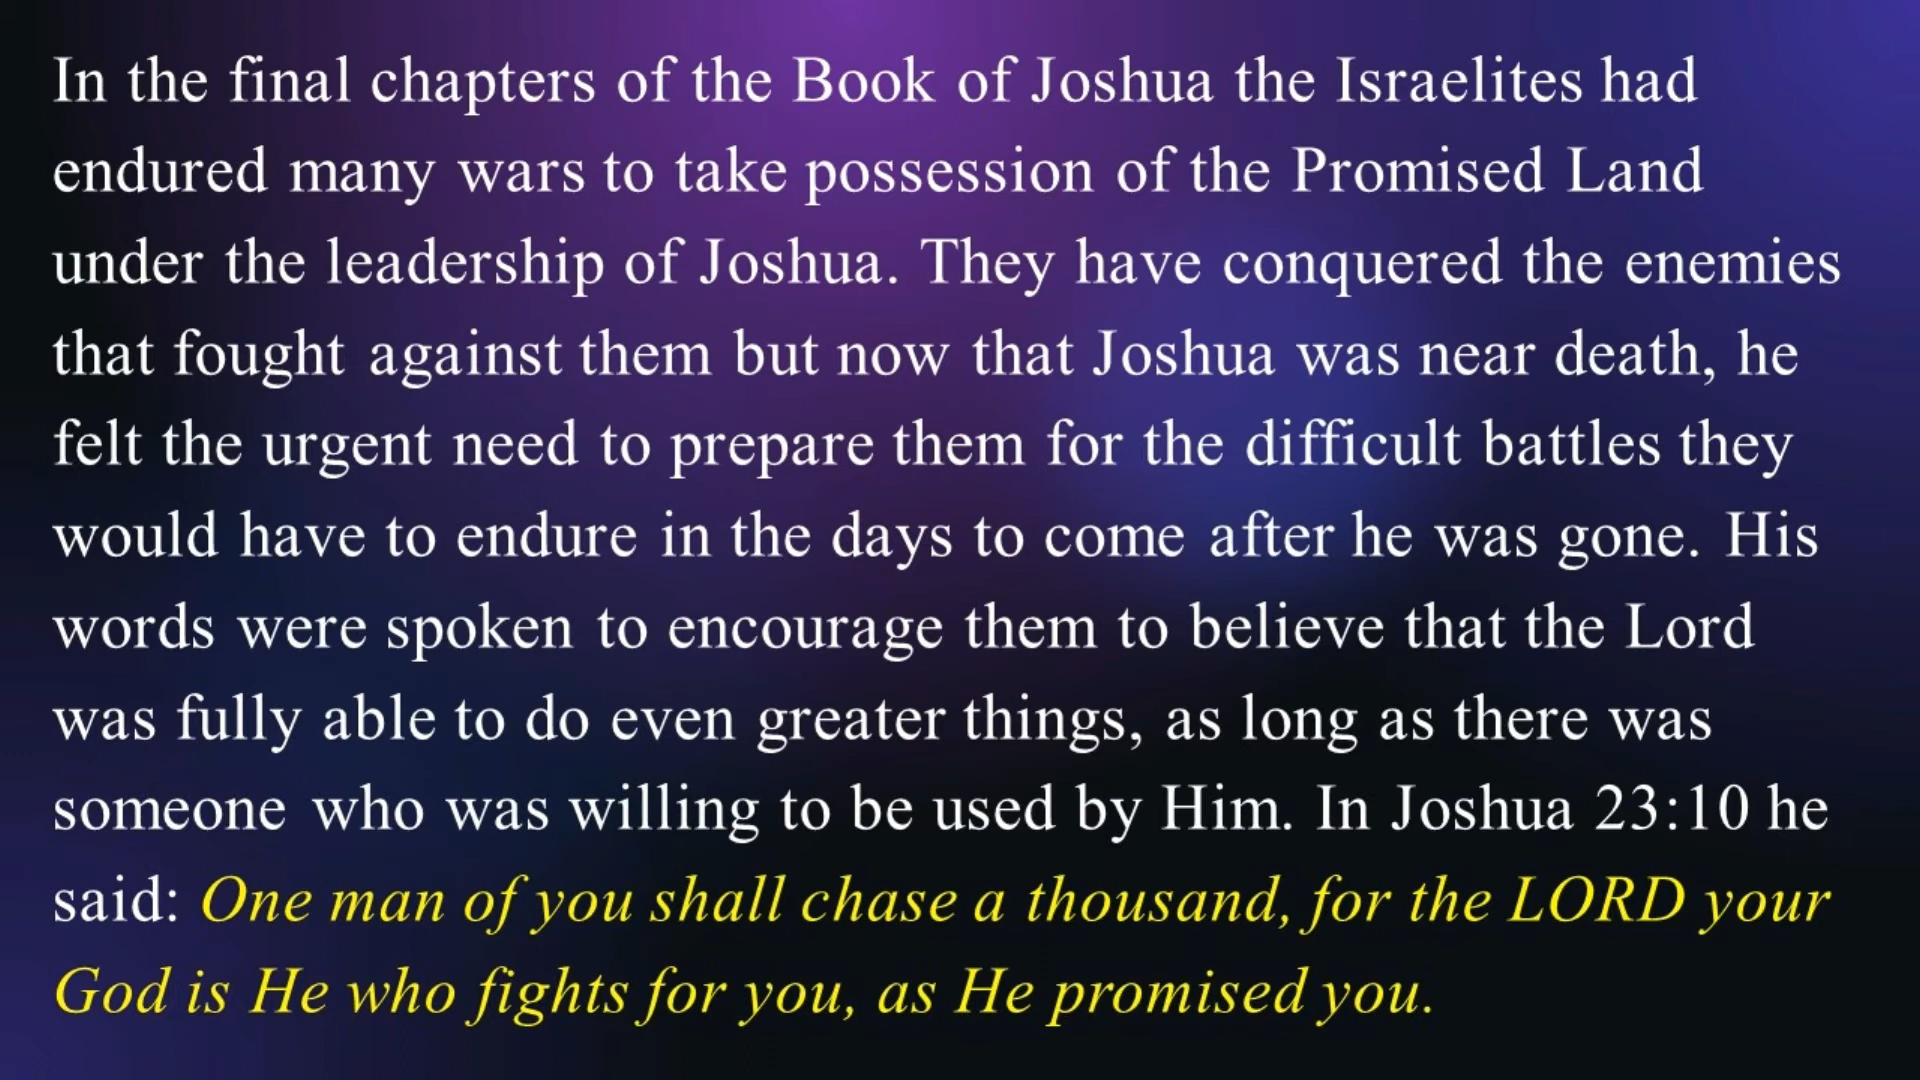 In the final chapters of the Book of Joshua the Israelites had
endured many wars to take possession of the Promised Land
under the leadership of Joshua. They have conquered the enemies
that fought against them but now that Joshua was near death, he
felt the urgent need to prepare them for the difficult battles they
would have to endure in the days to come after he was gone. His
words were spoken to encourage them to believe that the Lord
was fully able to do even greater things, as long as there was
someone who was willing to be used by Him. In Joshua 23:10 he
said: One man of you shall chase a thousand, for the LORD your
God is He who fights for you, as He promised you.